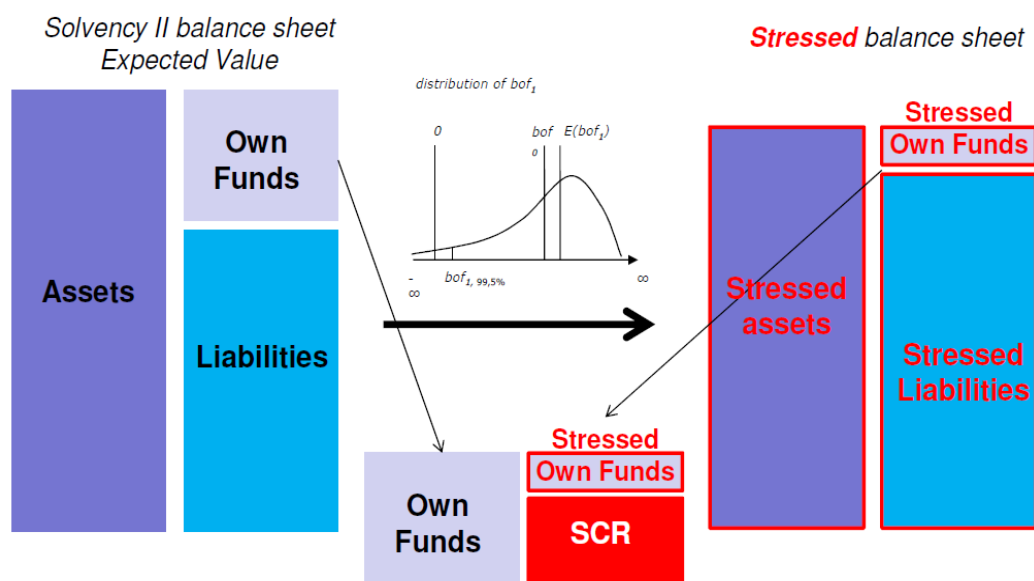 Solvency II balance sheet
Expected Value
Stressed balance sheet
distribution of bof1
0
bof
0
E(bof1)
-
∞
bof1, 99,5%
∞
Assets
Own
Funds
Liabilities
Stressed
Own Funds
Stressed
assets
Stressed
Liabilities
Own
Funds
Stressed
Own Funds
SCR